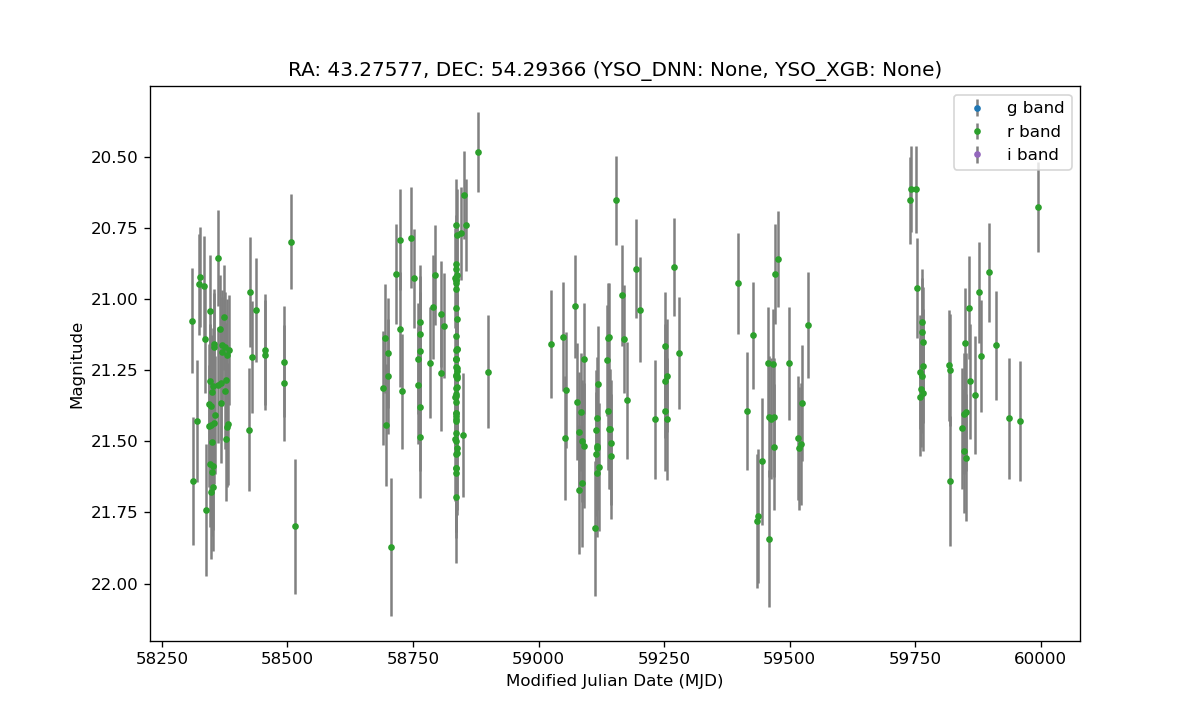 RA: 43.27577, DEC: 54.29366 (YSO_DNN: None, YSO_XGB: None)
g band
r band
i band
20.50
20.75
21.00
21.25
21.50
21.75
22.00
Magnitude
58250 58500 58750 59000 59250 59500 59750 60000
Modified Julian Date (MJD)